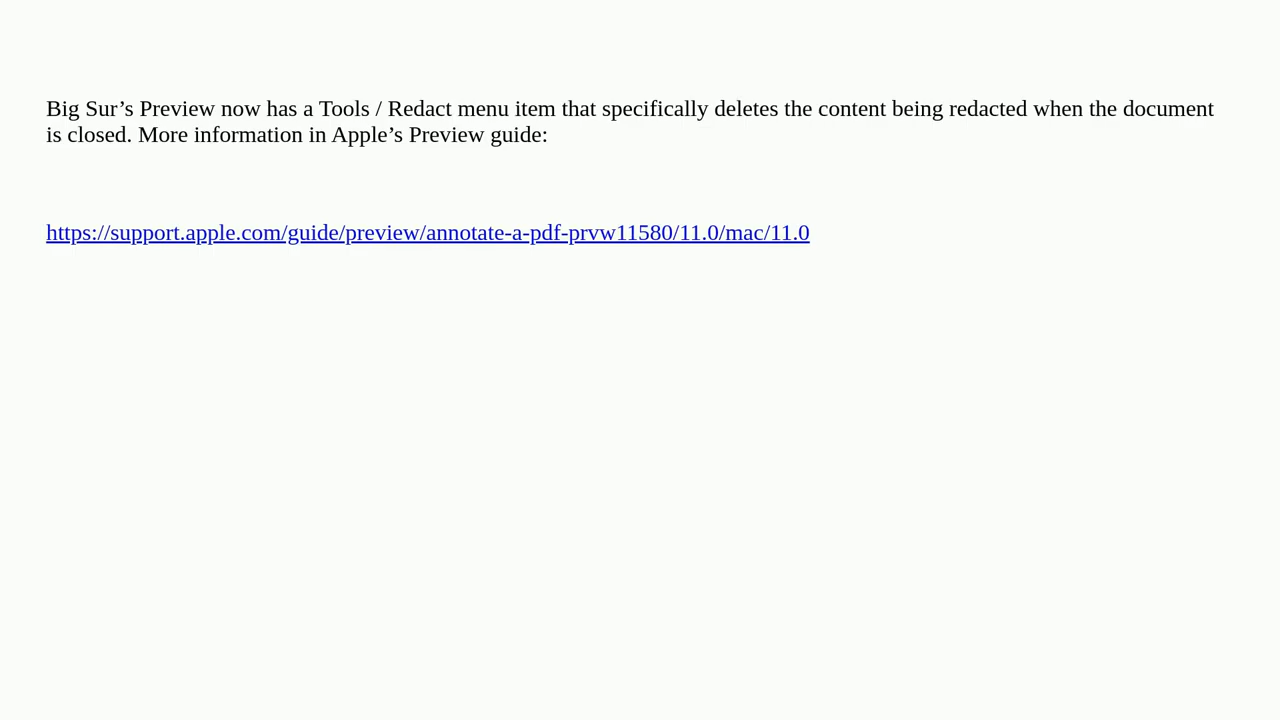 Big Sur’s Preview now has a Tools / Redact menu item that specifically deletes the content being redacted when the document
is closed. More information in Apple’s Preview guide:
https://support.apple.com/guide/preview/annotate-a-pdf-prvw11580/11.0/mac/11.0